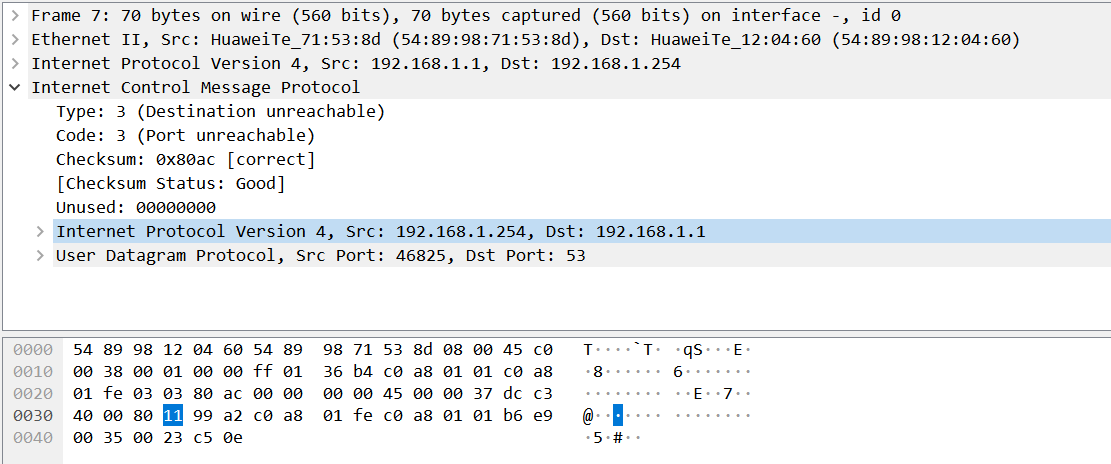 Frame 7: 70 bytes on wire (560 bits), 70 bytes captured (560 bits) on interface -, id 0
Ethernet II, Src: HuaweiTe_71:53:8d (54:89:98:71:53:8d), Dst: HuaweiTe_12:04:60 (54:89:98:12:04:60)
Internet Protocol Version 4, Src: 192.168.1.1, Dst: 192.168.1.254
Internet Control Message Protocol
Type: 3 (Destination unreachable)
Code: 3 (Port unreachable)
Checksum: 0x80ac [correct]
[Checksum Status: Good]
Unused: 00000000
Internet Protocol Version 4, Src: 192.168.1.254, Dst: 192.168.1.1
User Datagram Protocol, Src Port: 46825, Dst Port: 53
0000 54 89 98 12 04 60 54 89 98 71 53 8d 08 00 45 c0 T····`T· ·qS···E·
0010 00 38 00 01 00 00 ff 01 36 b4 c0 a8 01 01 c0 a8 ·8······ 6·······
0020 01 fe 03 03 80 ac 00 00 00 00 45 00 00 37 dc c3 ········ ··E··7··
0030 40 00 80 11 99 a2 c0 a8 01 fe c0 a8 01 01 b6 e9 @······· ········
0040 00 35 00 23 c5 0e ·5·#··